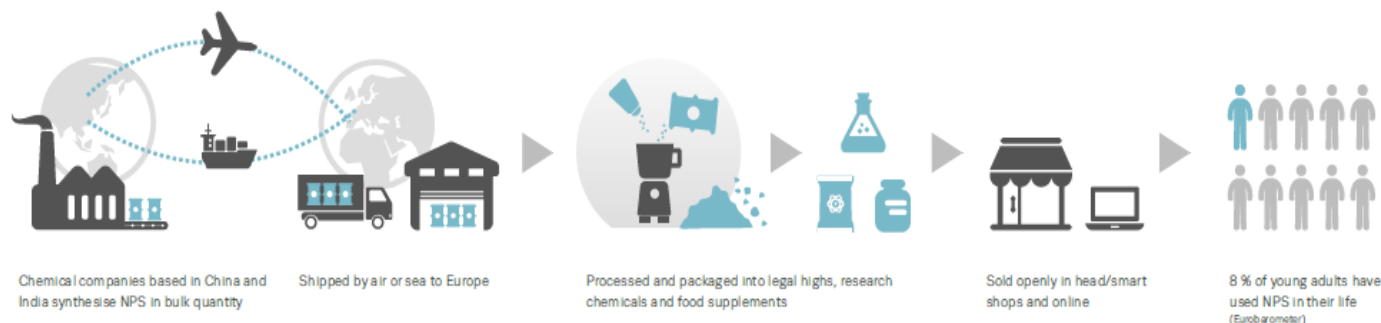 Chemical companies based in China and
India synthesise NPS in bulk quantity
Shipped by air or sea to Europe
Processed and packaged into legal highs, research
chemicals and food supplements
Sold openly in head/smart
shops and online
8 % of young adults have
used NPS in their life
(Eurobarometer)